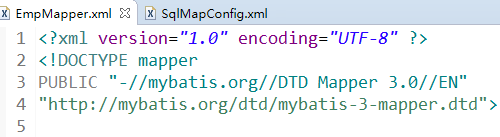 EmpMapper.xml SqlMapConfig.xml
1 <?xml version="1.0" encoding="UTF-8" ?>
2 <!DOCTYPE mapper
3 PUBLIC "-//mybatis.org//DTD Mapper 3.0//EN"
4 "http://mybatis.org/dtd/mybatis-3-mapper.dtd">
5